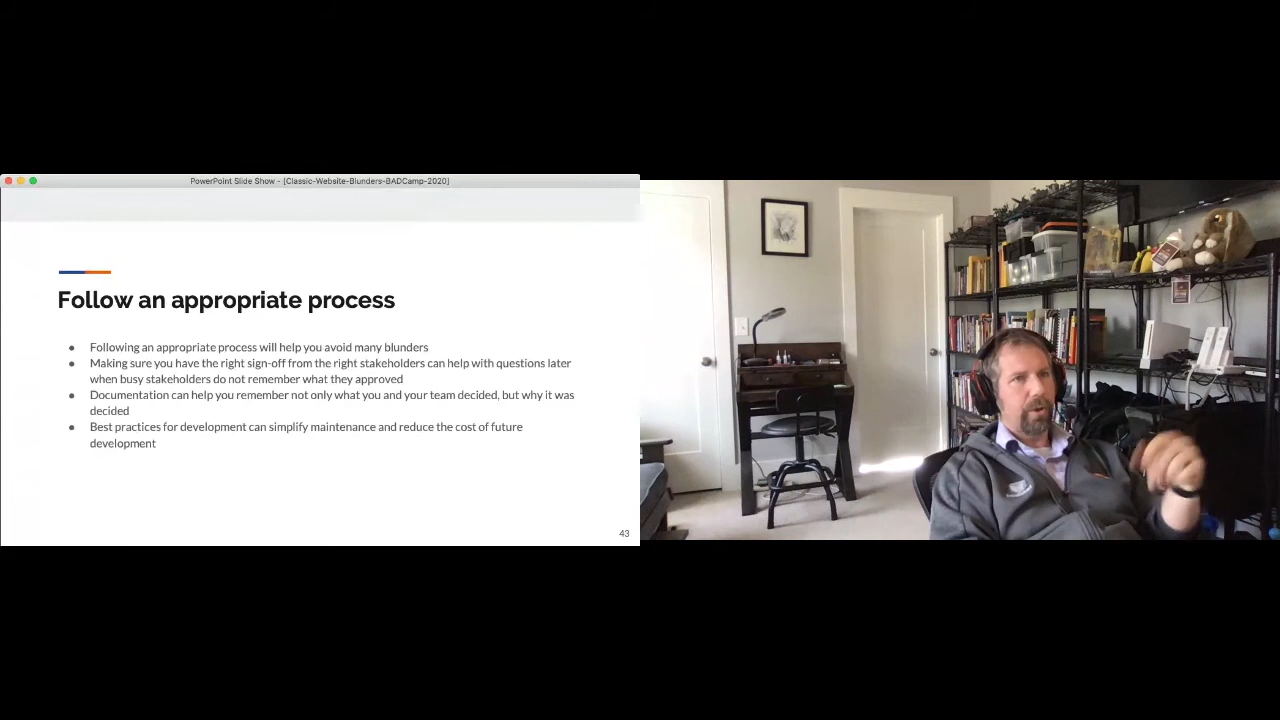 PowerPoint Slide Show - [Classic-Website-Blunders-BADCamp-2020]
Follow an appropriate process
● Following an appropriate process will help you avoid many blunders
● Making sure you have the right sign-off from the right stakeholders can help with questions later
when busy stakeholders do not remember what they approved
● Documentation can help you remember not only what you and your team decided, but why it was
decided
● Best practices for development can simplify maintenance and reduce the cost of future
development
43